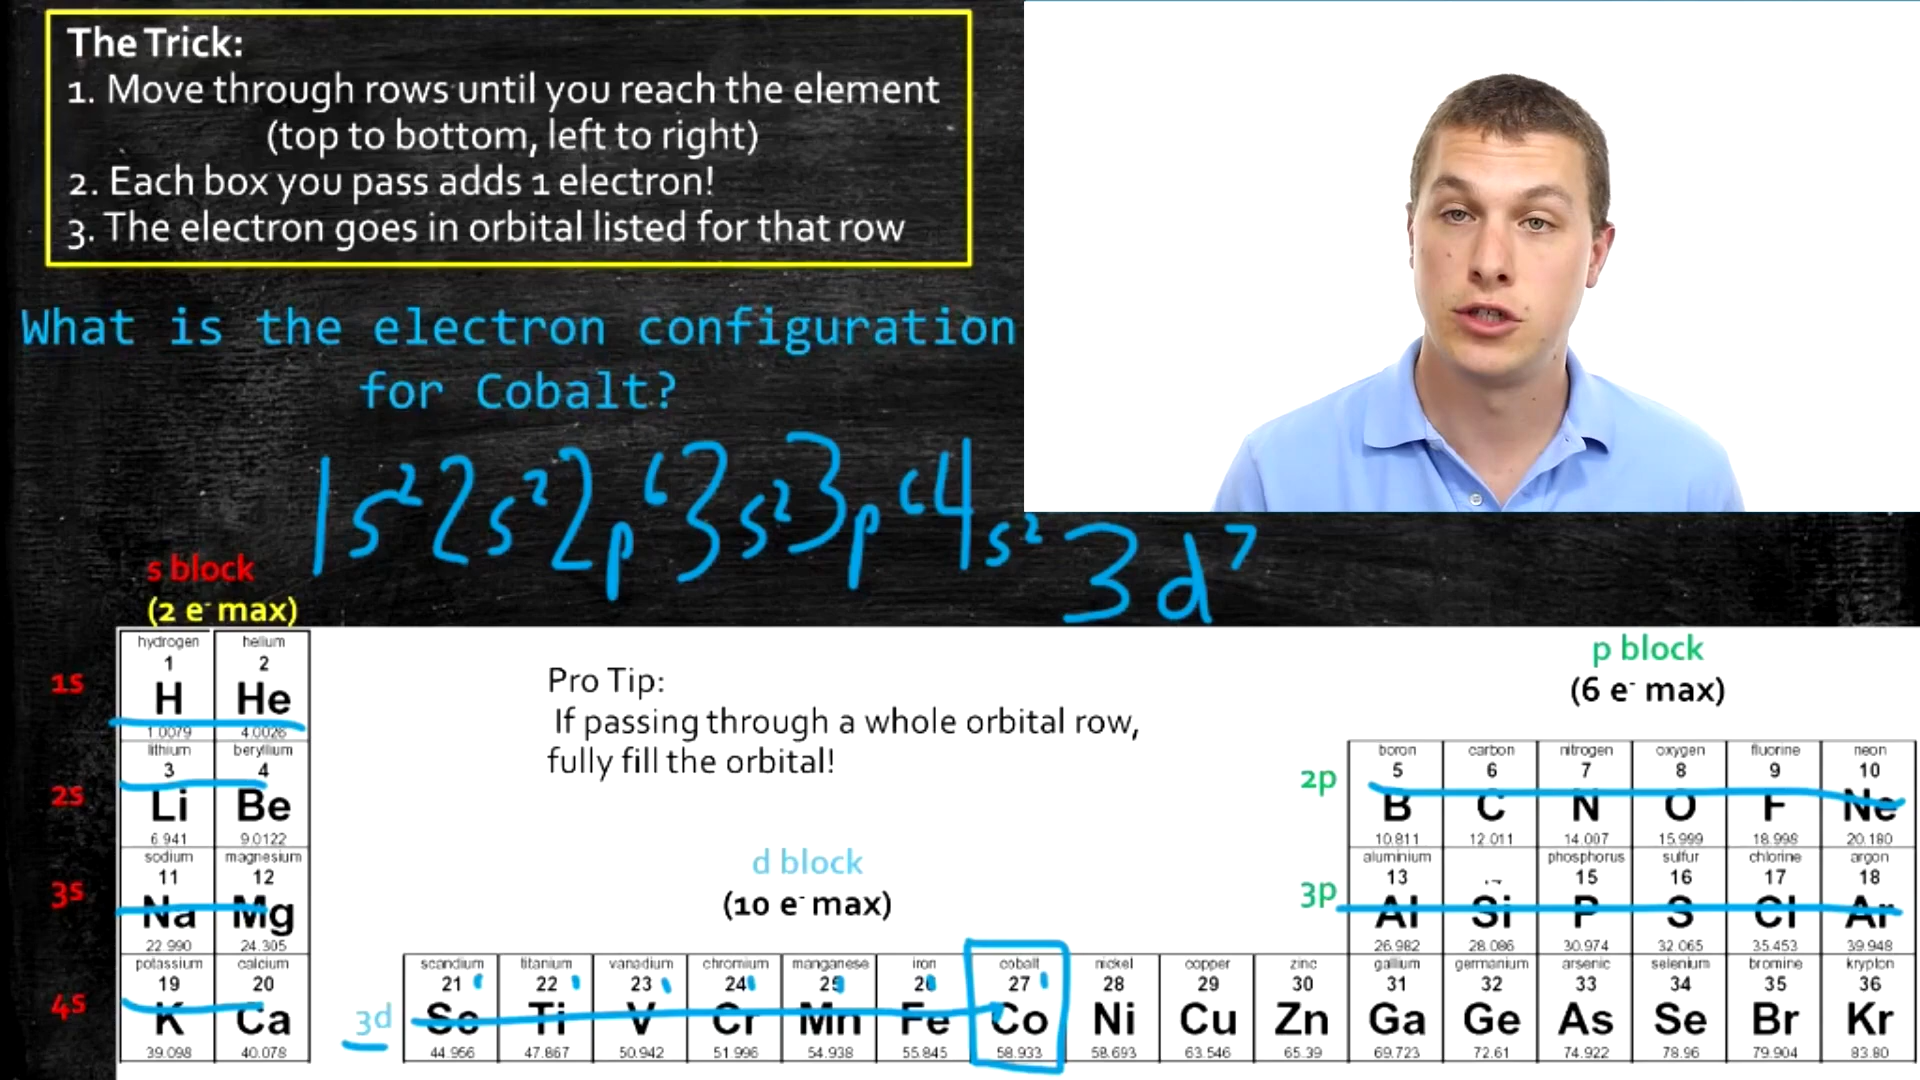 The Trick:
1. Move through rows until you reach the element
(top to bottom, left to right)
2. Each box you pass adds 1 electron!
3. The electron goes in orbital listed for that row
What is the electron configuration
for Cobalt?
1s²2s²2p⁶3s²3p⁶4s²3d⁷
s block
(2 e⁻ max)
p block
(6 e⁻ max)
Pro Tip:
If passing through a whole orbital row,
fully fill the orbital!
d block
(10 e⁻ max)
1s
hydrogen helium
1 2
H He
1.0079 4.0026
2s 2p
lithium beryllium boron carbon nitrogen oxygen fluorine neon
3 4 5 6 7 8 9 10
Li Be B C N O F Ne
6.941 9.0122 10.811 12.011 14.007 15.999 18.998 20.180
3s 3p
sodium magnesium aluminium phosphorus sulfur chlorine argon
11 12 13 15 16 17 18
Na Mg Al Si P S Cl Ar
22.990 24.305 26.982 28.086 30.974 32.065 35.453 39.948
4s 3d
potassium calcium scandium titanium vanadium chromium manganese iron cobalt nickel copper zinc gallium germanium arsenic selenium bromine krypton
19 20 21 22 23 24 25 26 27 28 29 30 31 32 33 34 35 36
K Ca Sc Ti V Cr Mn Fe Co Ni Cu Zn Ga Ge As Se Br Kr
39.098 40.078 44.956 47.867 50.942 51.996 54.938 55.845 58.933 58.693 63.546 65.39 69.723 72.61 74.922 78.96 79.904 83.80